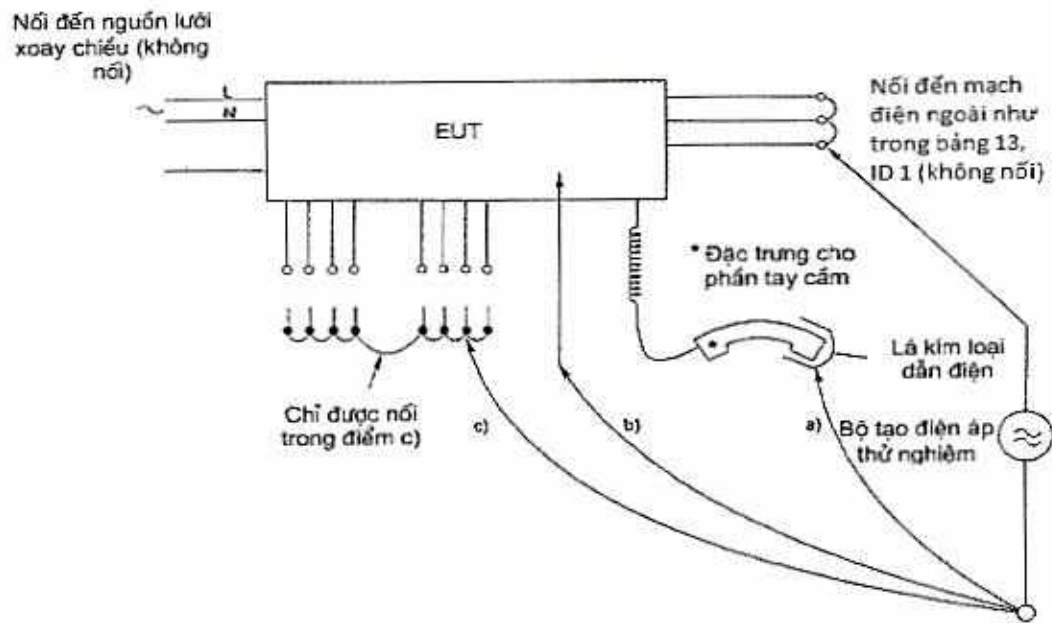 Nối đến nguồn lưới
xoay chiều (không
nối)
L
N
EUT
Nối đến mạch
điện ngoài như
trong bảng 13,
ID 1 (không nối)
* Đặc trưng cho
phần tay cầm
*
Lá kim loại
dẫn điện
Chỉ được nối
trong điểm c)
c)
b)
a)
Bộ tạo điện áp
thử nghiệm